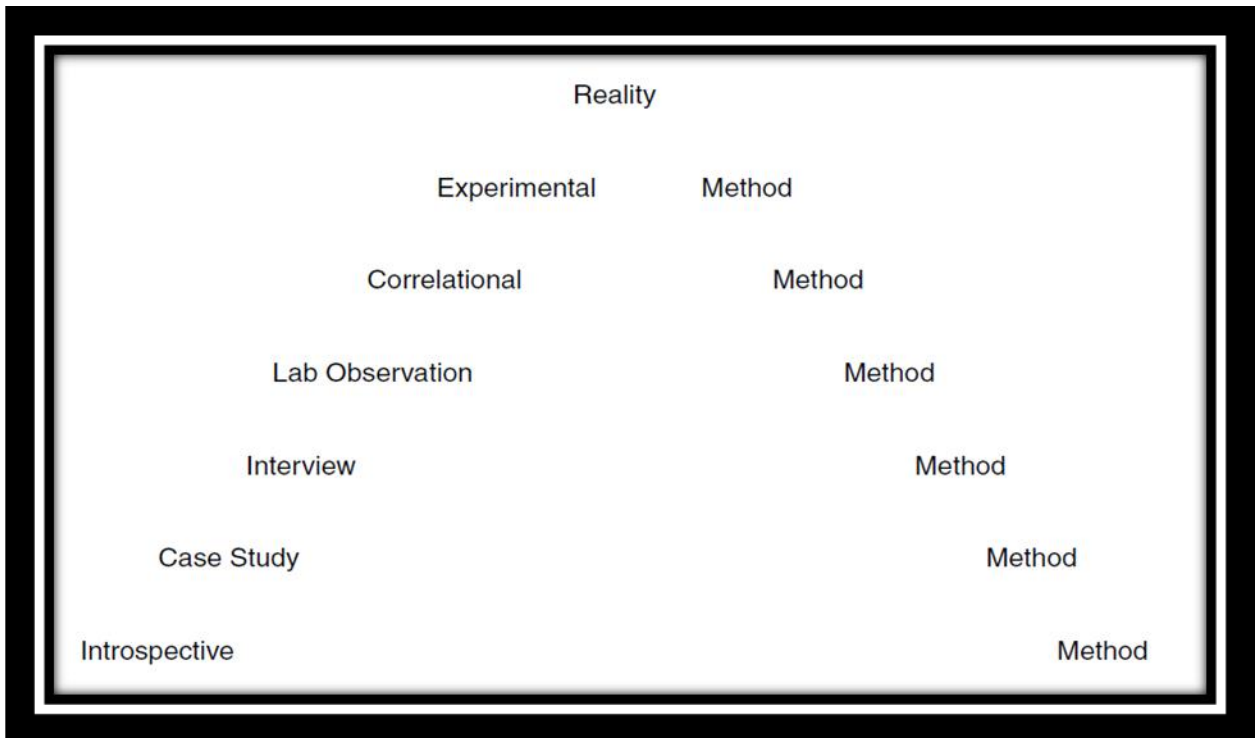 Reality
Experimental Method
Correlational Method
Lab Observation Method
Interview Method
Case Study Method
Introspective Method